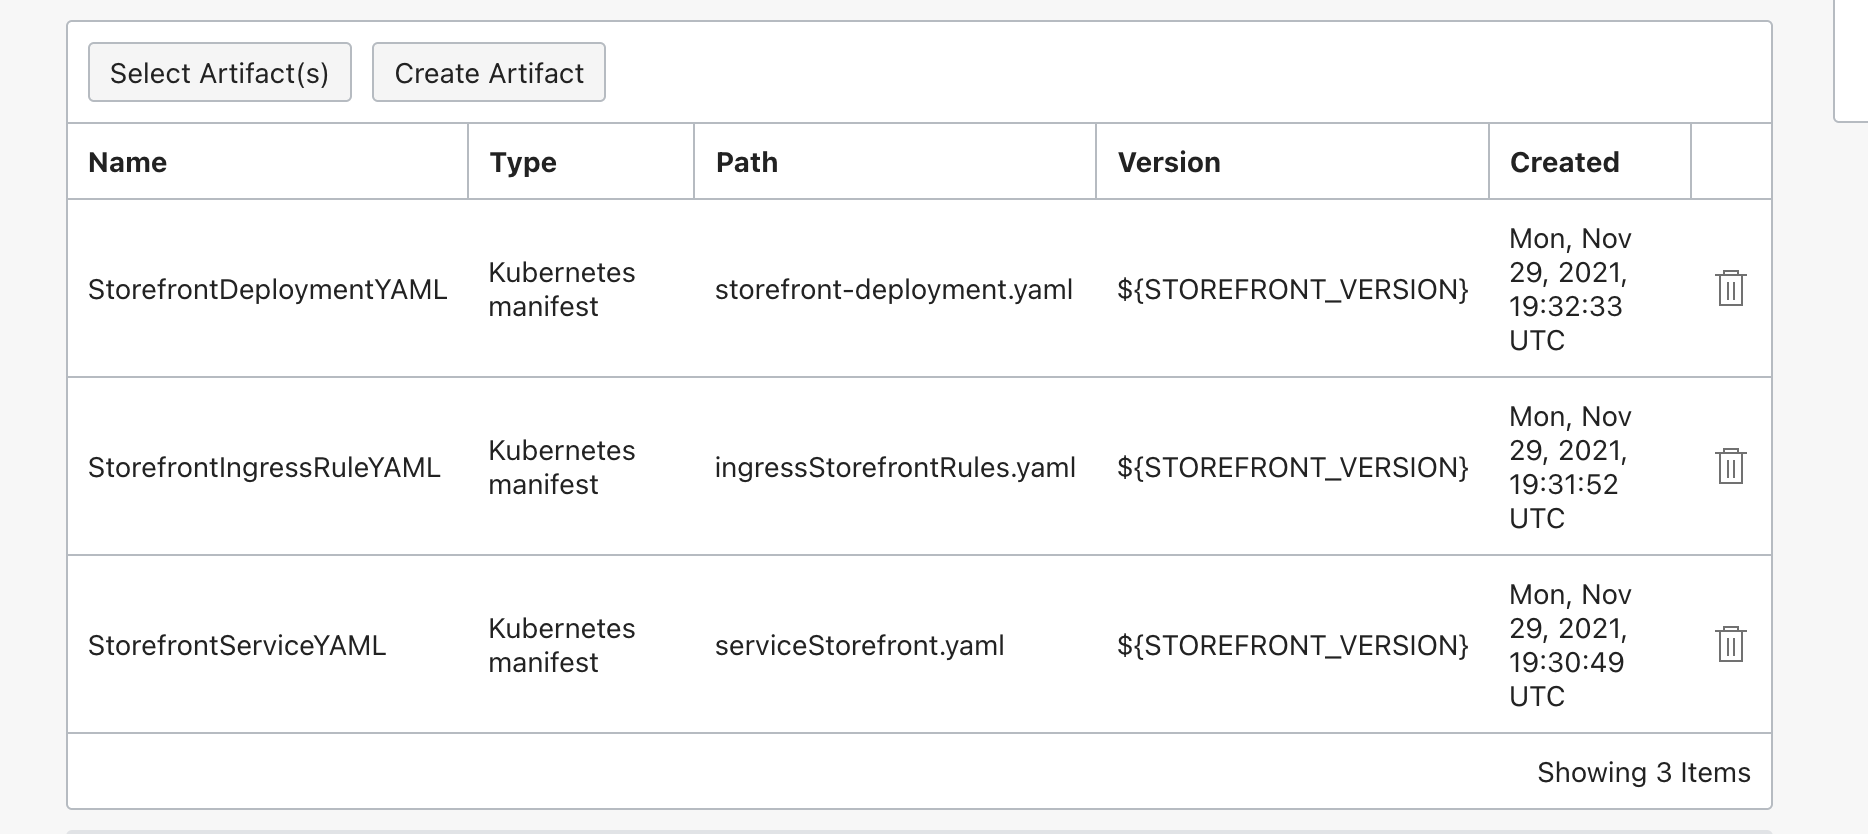 Select Artifact(s) Create Artifact
Name Type Path Version Created
StorefrontDeploymentYAML Kubernetes manifest storefront-deployment.yaml ${STOREFRONT_VERSION} Mon, Nov 29, 2021, 19:32:33 UTC
StorefrontIngressRuleYAML Kubernetes manifest ingressStorefrontRules.yaml ${STOREFRONT_VERSION} Mon, Nov 29, 2021, 19:31:52 UTC
StorefrontServiceYAML Kubernetes manifest serviceStorefront.yaml ${STOREFRONT_VERSION} Mon, Nov 29, 2021, 19:30:49 UTC
Showing 3 Items